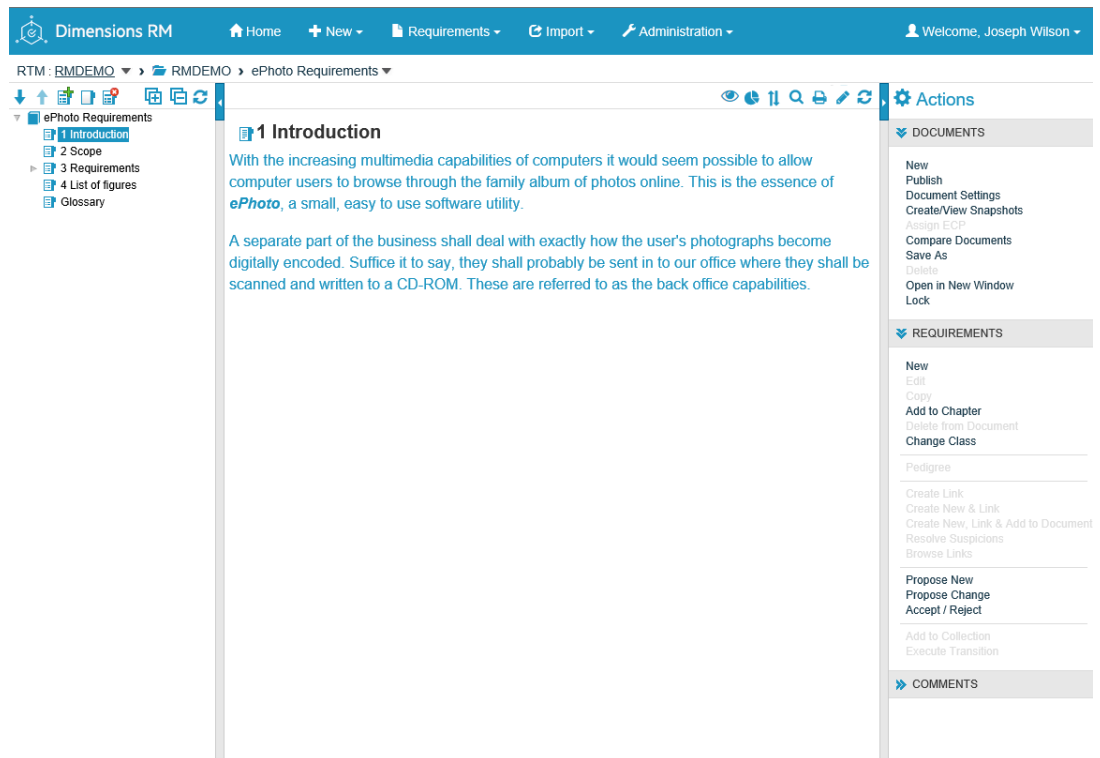 Dimensions RM
Home New Requirements Import Administration Welcome, Joseph Wilson
RTM : RMDEMO › RMDEMO › ePhoto Requirements
ePhoto Requirements
1 Introduction
2 Scope
3 Requirements
4 List of figures
Glossary
1 Introduction
With the increasing multimedia capabilities of computers it would seem possible to allow
computer users to browse through the family album of photos online. This is the essence of
ePhoto, a small, easy to use software utility.
A separate part of the business shall deal with exactly how the user's photographs become
digitally encoded. Suffice it to say, they shall probably be sent in to our office where they shall be
scanned and written to a CD-ROM. These are referred to as the back office capabilities.
Actions
DOCUMENTS
New
Publish
Document Settings
Create/View Snapshots
Assign ECP
Compare Documents
Save As
Delete
Open in New Window
Lock
REQUIREMENTS
New
Edit
Copy
Add to Chapter
Delete from Document
Change Class
Pedigree
Create Link
Create New & Link
Create New, Link & Add to Document
Resolve Suspicions
Browse Links
Propose New
Propose Change
Accept / Reject
Add to Collection
Execute Transition
COMMENTS